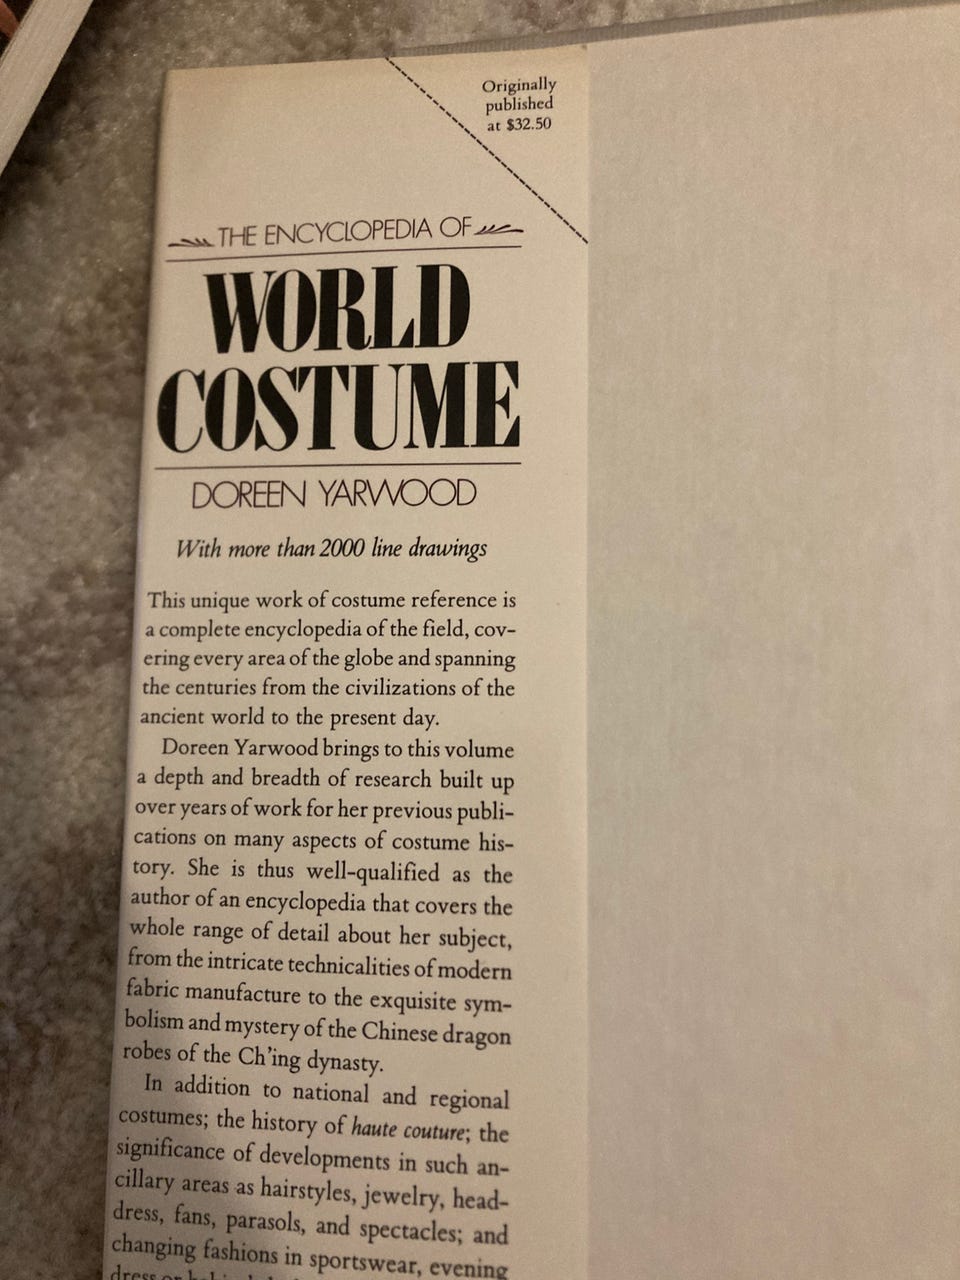 Originally
published
at $32.50
THE ENCYCLOPEDIA OF
WORLD
COSTUME
DOREEN YARWOOD
With more than 2000 line drawings
This unique work of costume reference is
a complete encyclopedia of the field, cov-
ering every area of the globe and spanning
the centuries from the civilizations of the
ancient world to the present day.
Doreen Yarwood brings to this volume
a depth and breadth of research built up
over years of work for her previous publi-
cations on many aspects of costume his-
tory. She is thus well-qualified as the
author of an encyclopedia that covers the
whole range of detail about her subject,
from the intricate technicalities of modern
fabric manufacture to the exquisite sym-
bolism and mystery of the Chinese dragon
robes of the Ch'ing dynasty.
In addition to national and regional
costumes; the history of haute couture; the
significance of developments in such an-
cillary areas as hairstyles, jewelry, head-
dress, fans, parasols, and spectacles; and
changing fashions in sportswear, evening
dress or